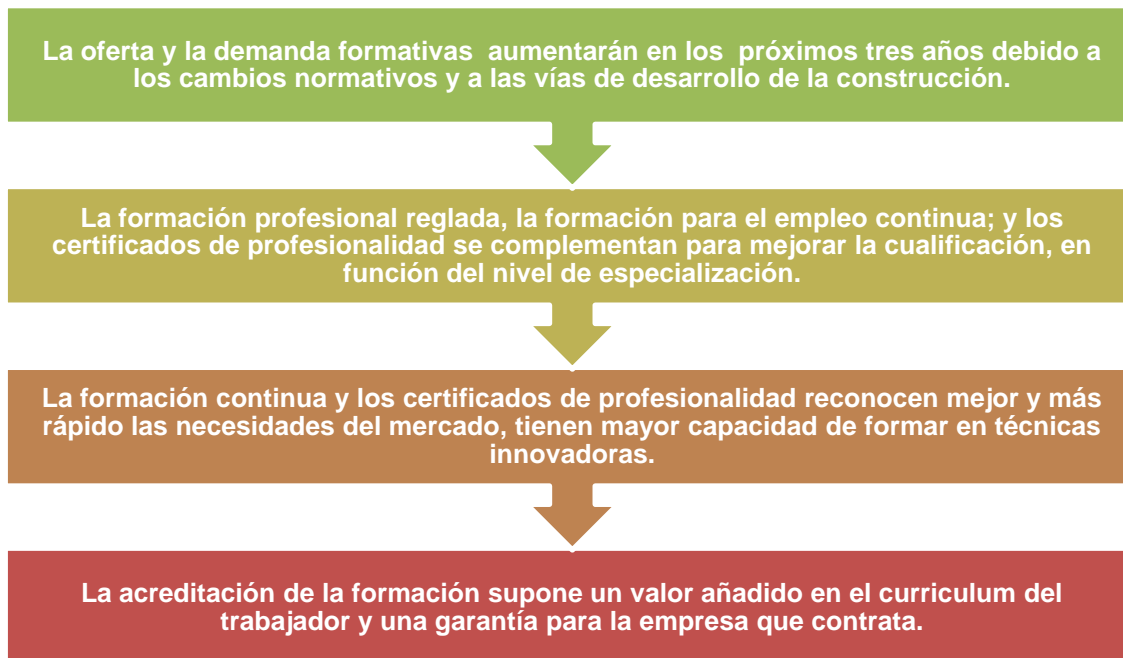 La oferta y la demanda formativas aumentarán en los próximos tres años debido a
los cambios normativos y a las vías de desarrollo de la construcción.
La formación profesional reglada, la formación para el empleo continua; y los
certificados de profesionalidad se complementan para mejorar la cualificación, en
función del nivel de especialización.
La formación continua y los certificados de profesionalidad reconocen mejor y más
rápido las necesidades del mercado, tienen mayor capacidad de formar en técnicas
innovadoras.
La acreditación de la formación supone un valor añadido en el curriculum del
trabajador y una garantía para la empresa que contrata.